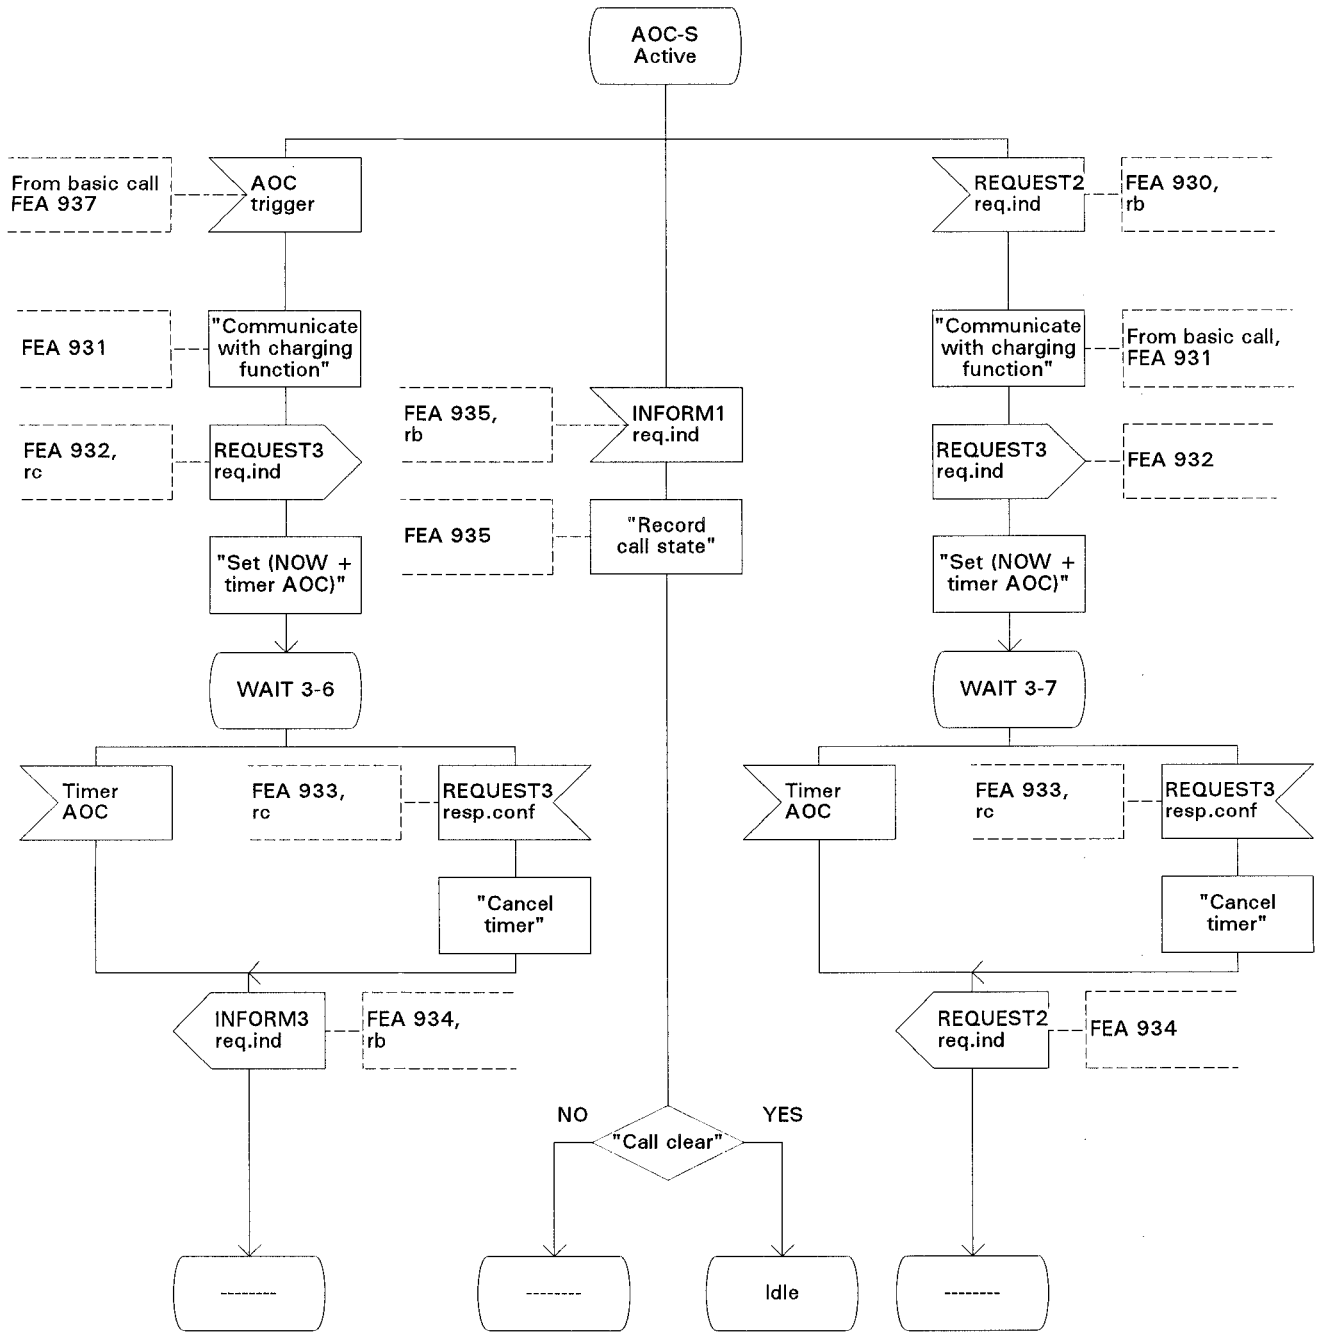 AOC-S
Active
From basic call
FEA 937
AOC
trigger
REQUEST2
req.ind
FEA 930,
rb
FEA 931
"Communicate
with charging
function"
"Communicate
with charging
function"
From basic call,
FEA 931
FEA 932,
rc
REQUEST3
req.ind
FEA 935,
rb
INFORM1
req.ind
REQUEST3
req.ind
FEA 932
"Set (NOW +
timer AOC)"
FEA 935
"Record
call state"
"Set (NOW +
timer AOC)"
WAIT 3-6
WAIT 3-7
Timer
AOC
FEA 933,
rc
REQUEST3
resp.conf
Timer
AOC
FEA 933,
rc
REQUEST3
resp.conf
"Cancel
timer"
"Cancel
timer"
INFORM3
req.ind
FEA 934,
rb
REQUEST2
req.ind
FEA 934
NO
YES
"Call clear"
--------
--------
Idle
--------